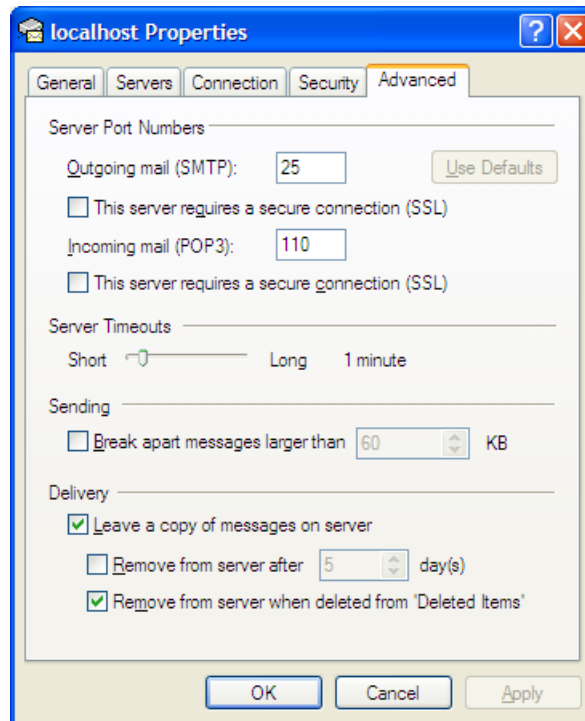 localhost Properties
General Servers Connection Security Advanced
Server Port Numbers
Outgoing mail (SMTP): 25 Use Defaults
This server requires a secure connection (SSL)
Incoming mail (POP3): 110
This server requires a secure connection (SSL)
Server Timeouts
Short Long 1 minute
Sending
Break apart messages larger than 60 KB
Delivery
Leave a copy of messages on server
Remove from server after 5 day(s)
Remove from server when deleted from 'Deleted Items'
OK Cancel Apply